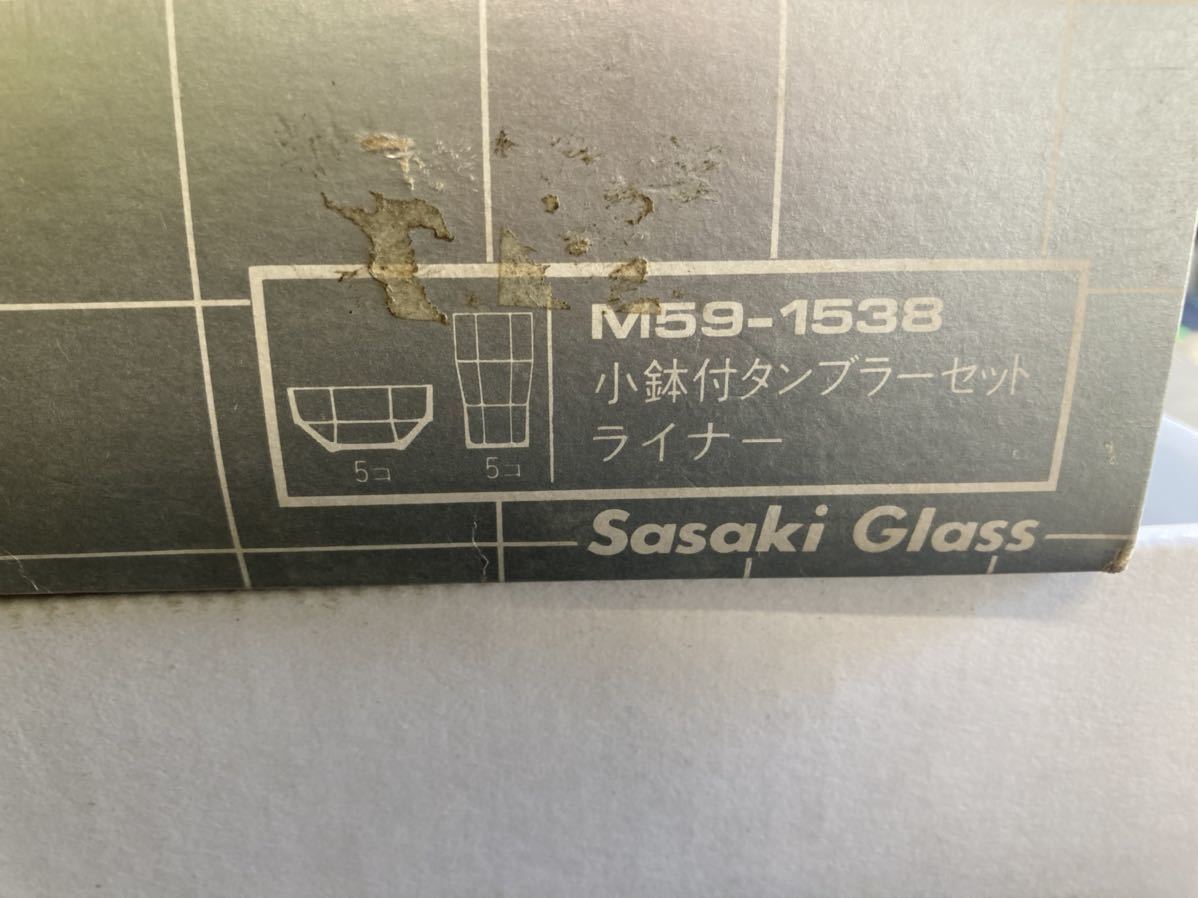 M59-1538
小鉢付タンブラーセット
ライナー
5コ
5コ
Sasaki Glass